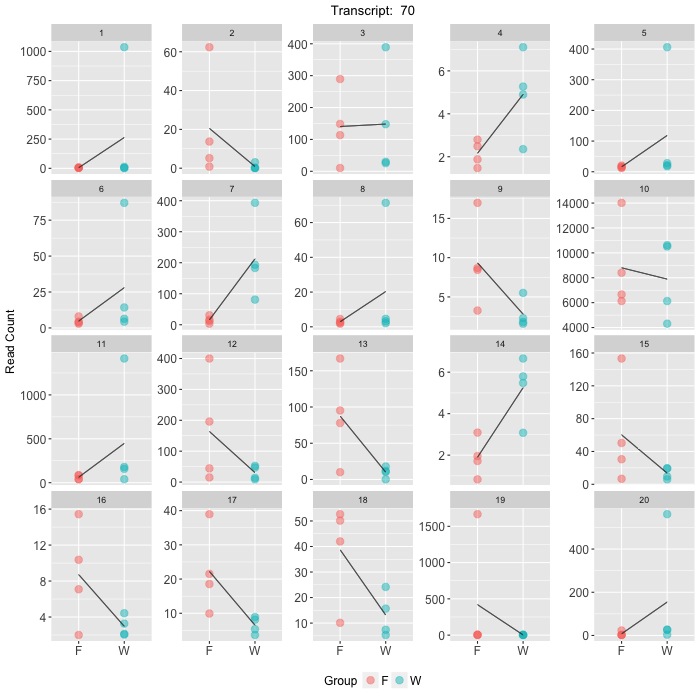 Transcript: 70
1 2 3 4 5
1000 750 500 250 0
60 40 20 0
400 300 200 100 0
6 4 2
400 300 200 100 0
6 7 8 9 10
75 50 25 0
400 300 200 100 0
60 40 20 0
15 10 5
14000 12000 10000 8000 6000 4000
Read Count
11 12 13 14 15
1000 500 0
400 300 200 100 0
150 100 50 0
6 4 2
160 120 80 40 0
16 17 18 19 20
16 12 8 4
40 30 20 10
50 40 30 20 10
1500 1000 500 0
400 200 0
F W F W F W F W F W
Group F W